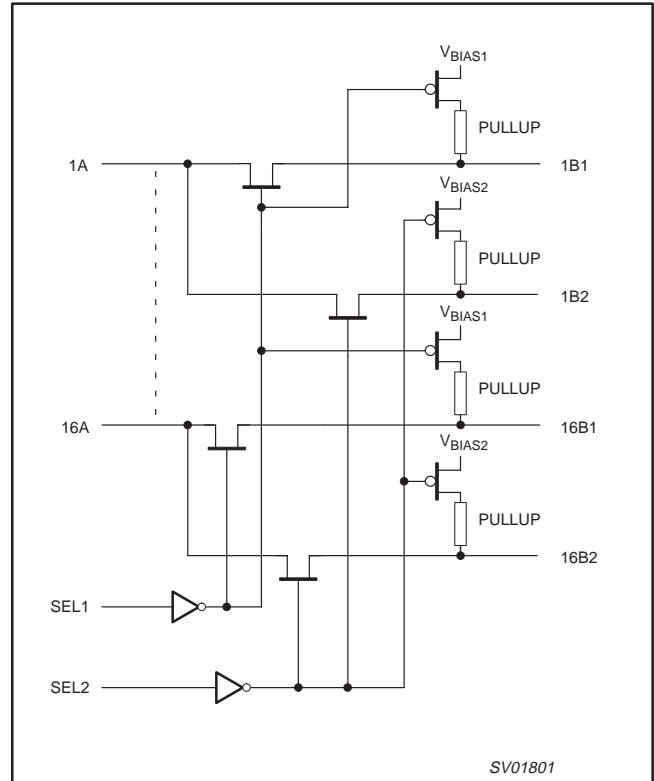 VBIAS1
PULLUP
1A
1B1
VBIAS2
PULLUP
1B2
VBIAS1
PULLUP
16A
16B1
VBIAS2
PULLUP
16B2
SEL1
SEL2
SV01801